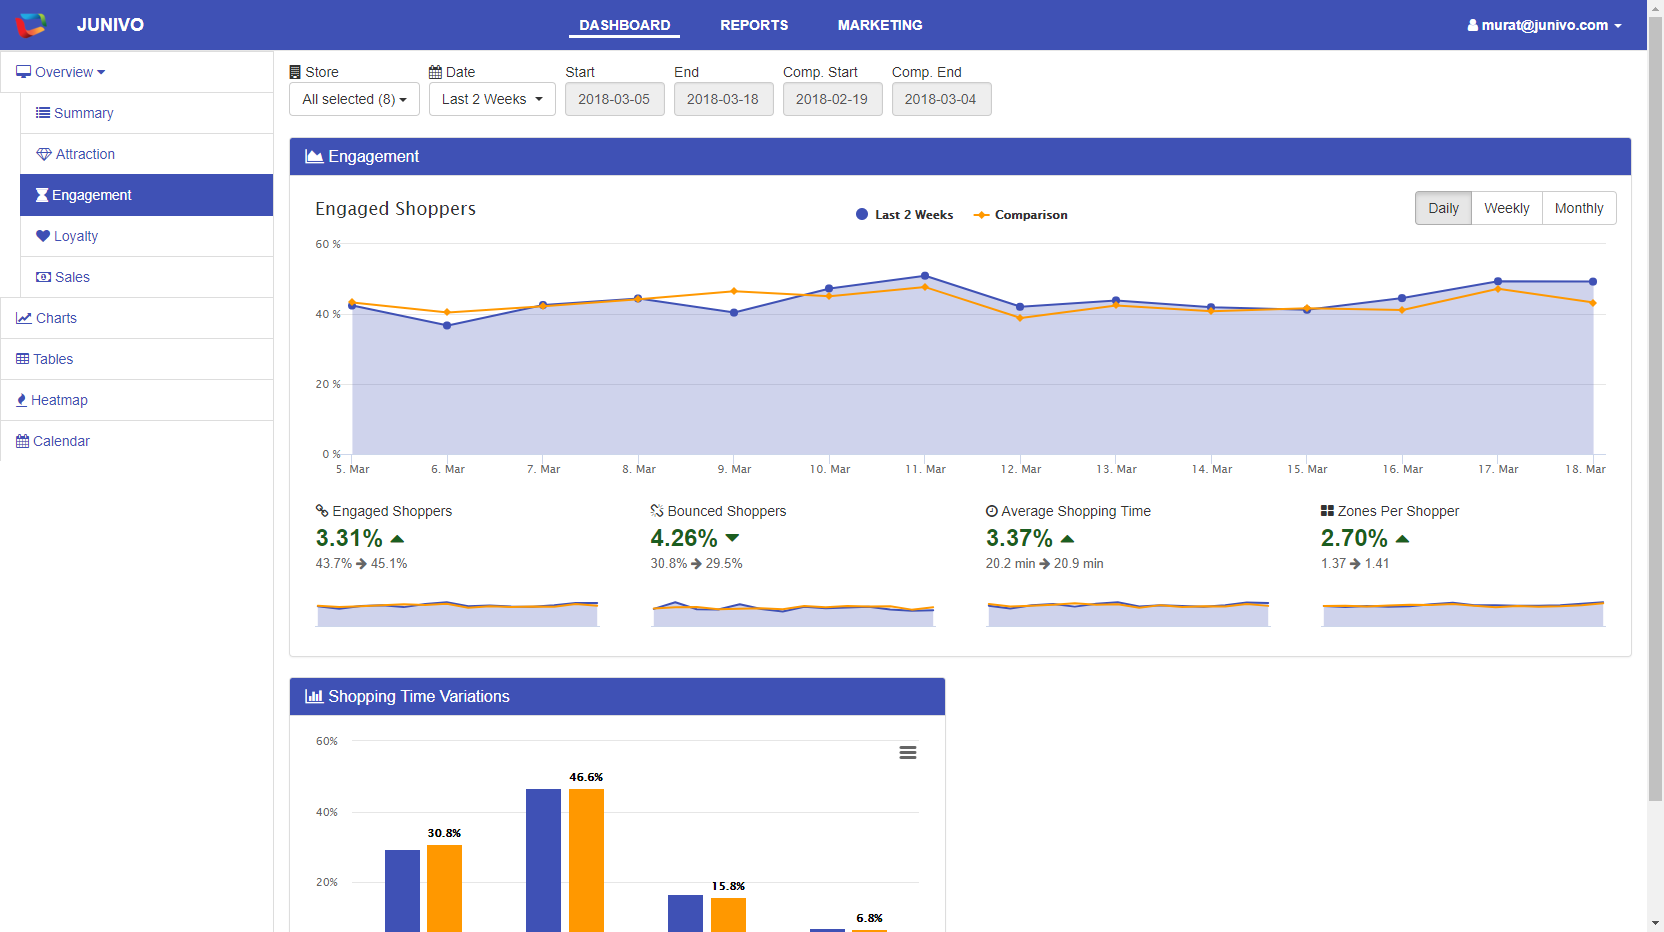 JUNIVO
DASHBOARD REPORTS MARKETING
murat@junivo.com
Overview
Summary
Attraction
Engagement
Loyalty
Sales
Charts
Tables
Heatmap
Calendar
Store Date Start End Comp. Start Comp. End
All selected (8) Last 2 Weeks 2018-03-05 2018-03-18 2018-02-19 2018-03-04
Engagement
Engaged Shoppers
Last 2 Weeks Comparison
Daily Weekly Monthly
60 %
40 %
20 %
0 %
5. Mar 6. Mar 7. Mar 8. Mar 9. Mar 10. Mar 11. Mar 12. Mar 13. Mar 14. Mar 15. Mar 16. Mar 17. Mar 18. Mar
Engaged Shoppers
3.31%
43.7% ➔ 45.1%
Bounced Shoppers
4.26%
30.8% ➔ 29.5%
Average Shopping Time
3.37%
20.2 min ➔ 20.9 min
Zones Per Shopper
2.70%
1.37 ➔ 1.41
Shopping Time Variations
60%
40%
20%
30.8%
46.6%
15.8%
6.8%